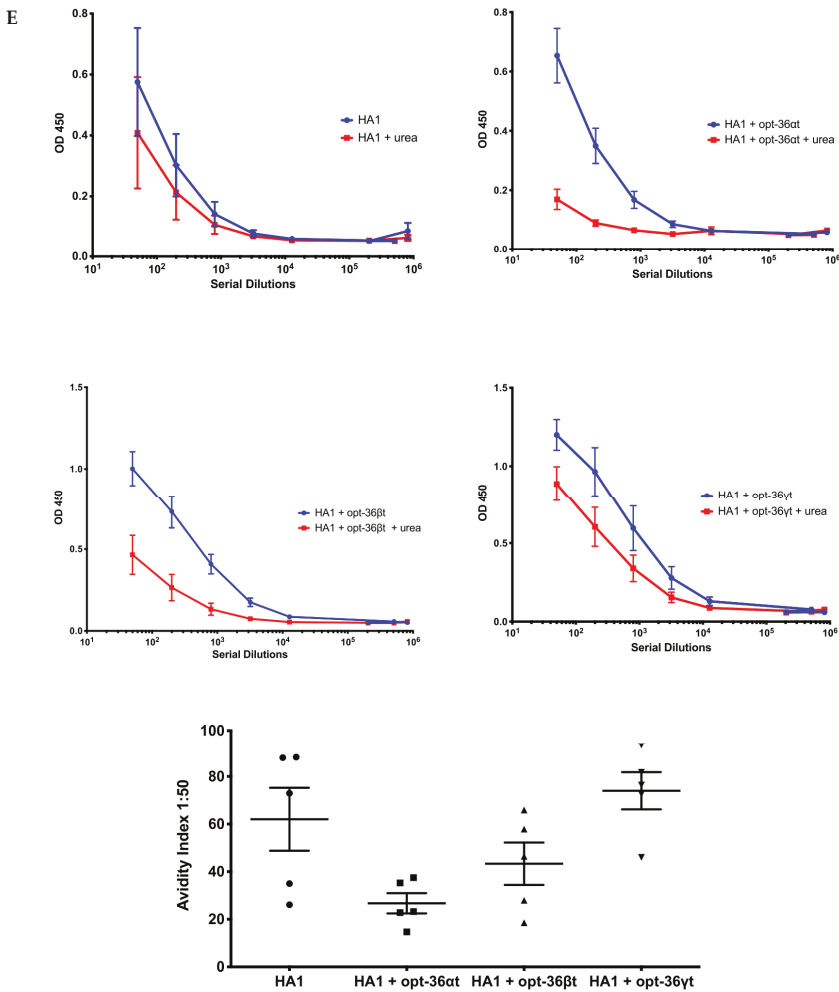 E
0.8
0.6
0.4
0.2
0.0
OD 450
HA1
HA1 + urea
10¹ 10² 10³ 10⁴ 10⁵ 10⁶
Serial Dilutions
0.8
0.6
0.4
0.2
0.0
OD 450
HA1 + opt-36αt
HA1 + opt-36αt + urea
10¹ 10² 10³ 10⁴ 10⁵ 10⁶
Serial Dilutions
1.5
1.0
0.5
0.0
OD 450
HA1 + opt-36βt
HA1 + opt-36βt + urea
10¹ 10² 10³ 10⁴ 10⁵ 10⁶
Serial Dilutions
1.5
1.0
0.5
0.0
OD 450
HA1 + opt-36γt
HA1 + opt-36γt + urea
10¹ 10² 10³ 10⁴ 10⁵ 10⁶
Serial Dilutions
100
80
60
40
20
0
Avidity Index 1:50
HA1 HA1 + opt-36αt HA1 + opt-36βt HA1 + opt-36γt